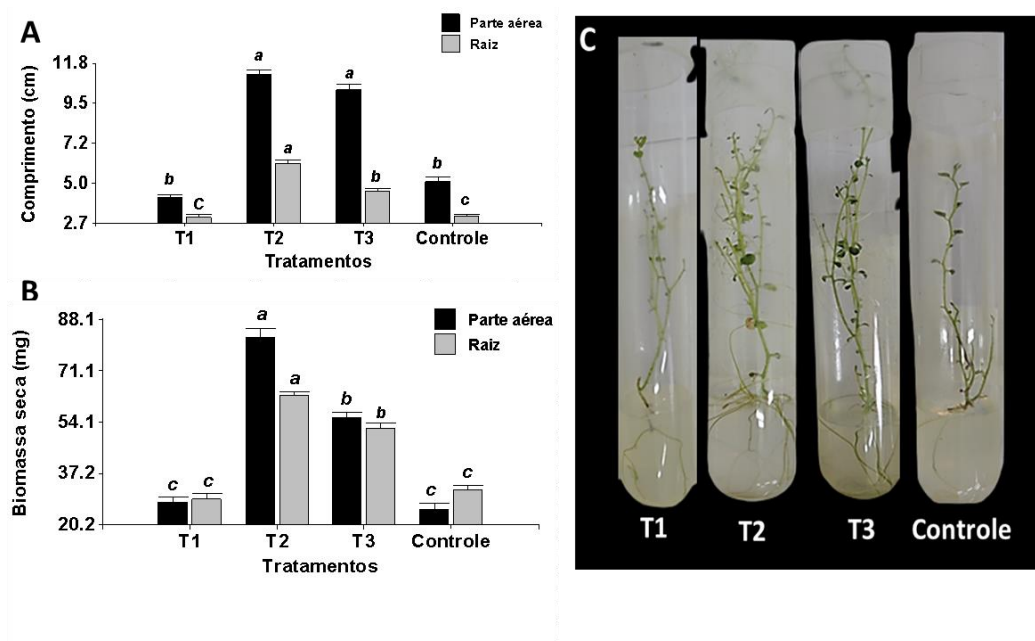 A
Parte aérea
Raiz
Comprimento (cm)
11.8
9.5
7.2
5.0
2.7
b
c
a
a
a
b
b
c
T1
T2
T3
Controle
Tratamentos
B
Parte aérea
Raiz
Biomassa seca (mg)
88.1
71.1
54.1
37.2
20.2
c
c
a
a
b
b
c
c
T1
T2
T3
Controle
Tratamentos
C
T1
T2
T3
Controle